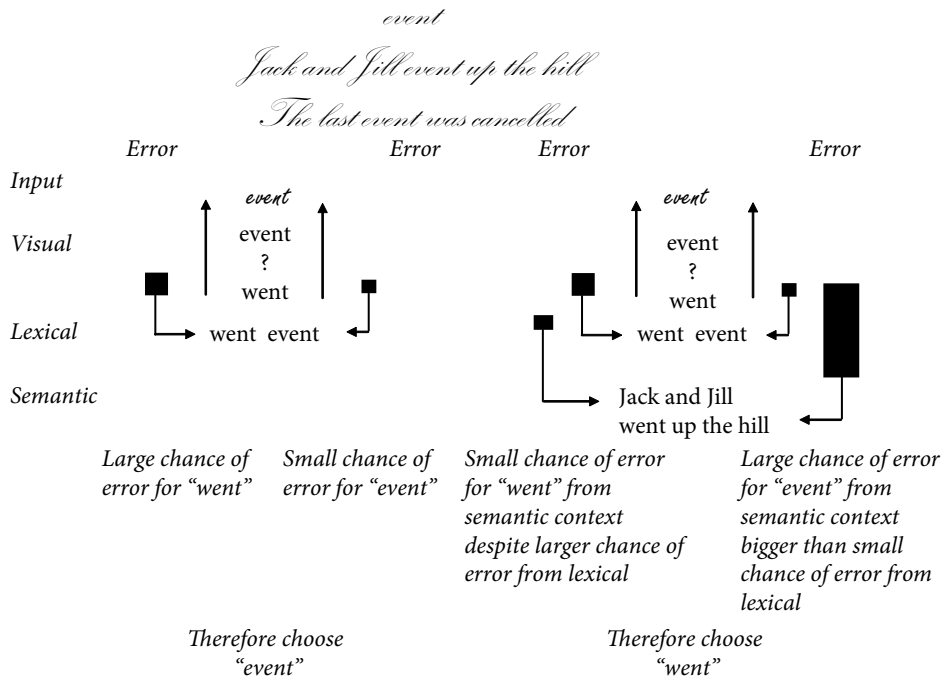 event
Jack and Jill event up the hill
The last event was cancelled
Error Error Error Error
Input
event event
Visual
event event
? ?
went went
Lexical went event went event
Semantic
Jack and Jill
went up the hill
Large chance of
error for “went”
Small chance of
error for “event”
Small chance of error
for “went” from
semantic context
despite larger chance of
error from lexical
Large chance of error
for “event” from
semantic context
bigger than small
chance of error from
lexical
Therefore choose
“event”
Therefore choose
“went”